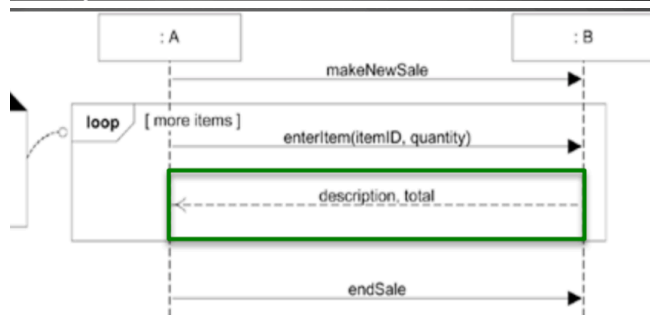 : A
: B
makeNewSale
loop
[ more items ]
enterItem(itemID, quantity)
description, total
endSale